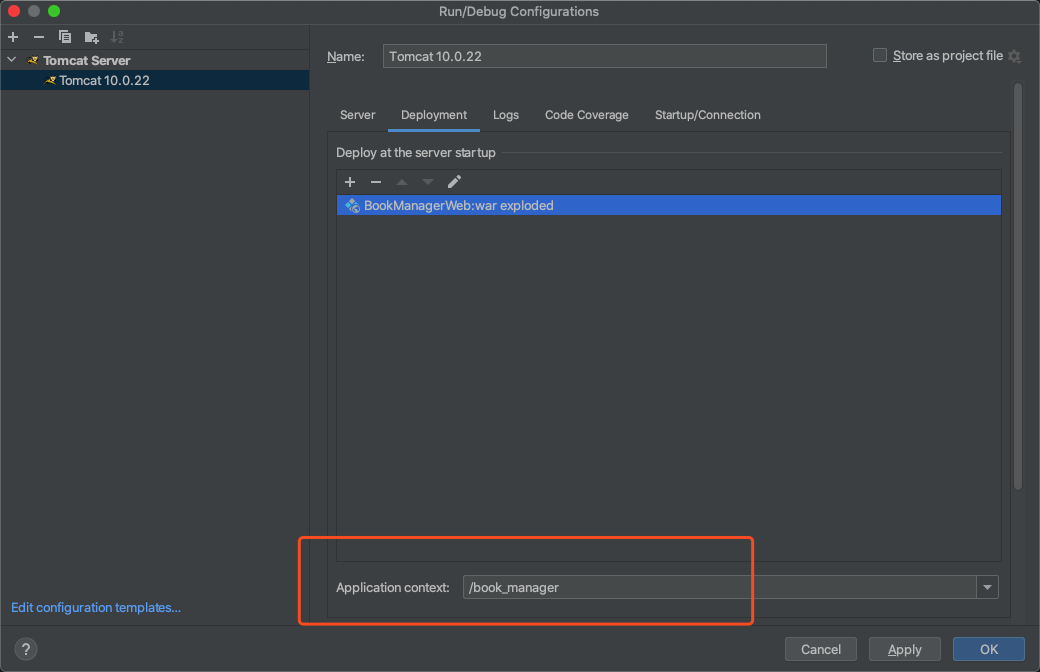 Run/Debug Configurations
Tomcat Server
Tomcat 10.0.22
Name: Tomcat 10.0.22 Store as project file
Server Deployment Logs Code Coverage Startup/Connection
Deploy at the server startup
BookManagerWeb:war exploded
Application context: /book_manager
Edit configuration templates...
? Cancel Apply OK